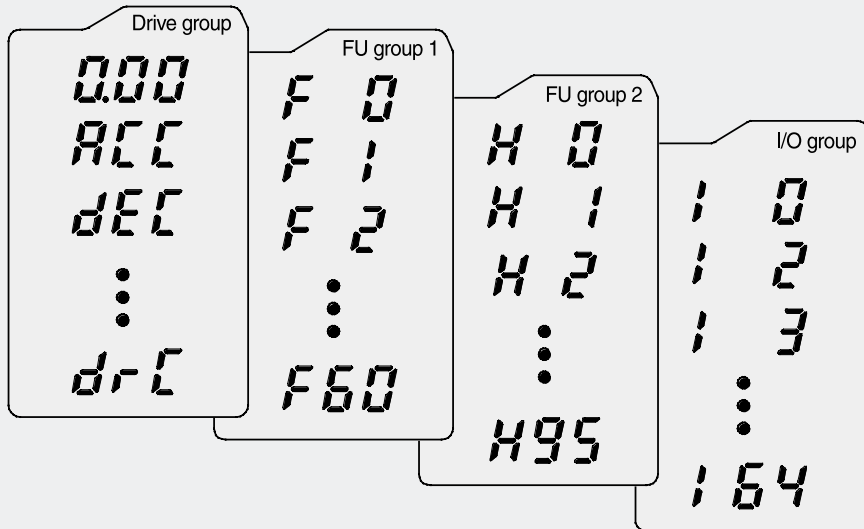 Drive group
0.00
ACC
dEC
drC
FU group 1
F 0
F 1
F 2
F60
FU group 2
H 0
H 1
H 2
H95
I/O group
I 0
I 2
I 3
I 64